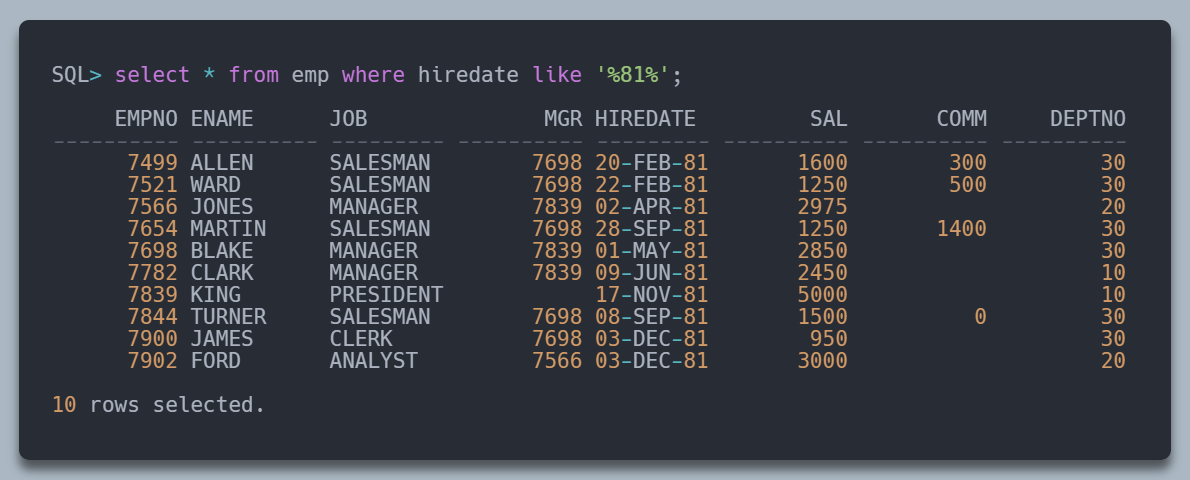 SQL> select * from emp where hiredate like '%81%';
     EMPNO ENAME      JOB              MGR HIREDATE         SAL       COMM     DEPTNO
---------- ---------- --------- ---------- --------- ---------- ---------- ----------
      7499 ALLEN      SALESMAN        7698 20-FEB-81       1600        300         30
      7521 WARD       SALESMAN        7698 22-FEB-81       1250        500         30
      7566 JONES      MANAGER         7839 02-APR-81       2975                    20
      7654 MARTIN     SALESMAN        7698 28-SEP-81       1250       1400         30
      7698 BLAKE      MANAGER         7839 01-MAY-81       2850                    30
      7782 CLARK      MANAGER         7839 09-JUN-81       2450                    10
      7839 KING       PRESIDENT            17-NOV-81       5000                    10
      7844 TURNER     SALESMAN        7698 08-SEP-81       1500          0         30
      7900 JAMES      CLERK           7698 03-DEC-81        950                    30
      7902 FORD       ANALYST         7566 03-DEC-81       3000                    20
10 rows selected.